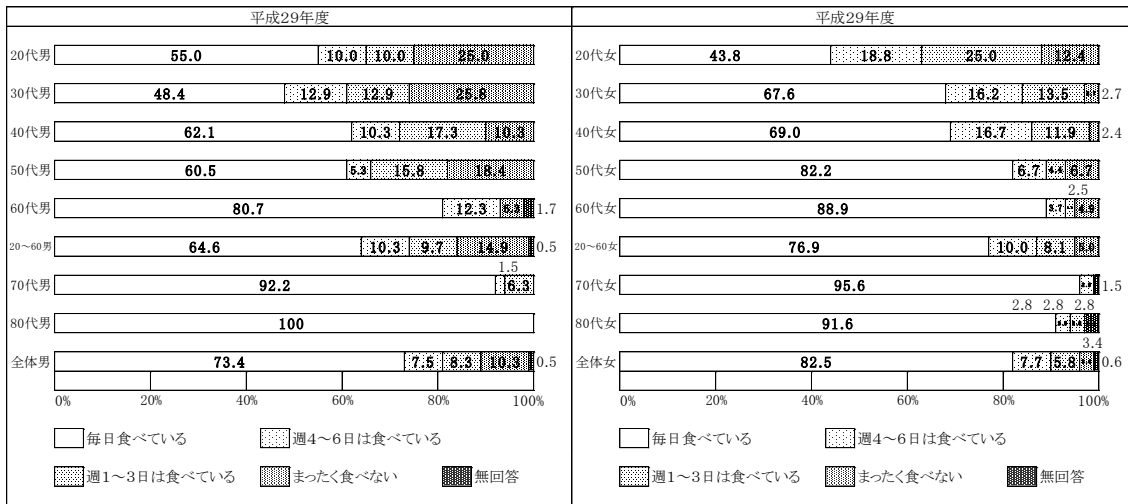 平成29年度
20代男 55.0 10.0 10.0 25.0
30代男 48.4 12.9 12.9 25.8
40代男 62.1 10.3 17.3 10.3
50代男 60.5 5.3 15.8 18.4
60代男 80.7 12.3 5.3 1.7
20~60男 64.6 10.3 9.7 14.9 0.5
1.5
70代男 92.2 6.3
80代男 100
全体男 73.4 7.5 8.3 10.3 0.5
0% 20% 40% 60% 80% 100%
毎日食べている 週4~6日は食べている
週1~3日は食べている まったく食べない 無回答
平成29年度
20代女 43.8 18.8 25.0 12.4
30代女 67.6 16.2 13.5 2.7
40代女 69.0 16.7 11.9 2.4
50代女 82.2 6.7 4.4 6.7
2.5
60代女 88.9 3.7 4.9
20~60女 76.9 10.0 8.1 5.0
70代女 95.6 1.5
2.8 2.8 2.8
80代女 91.6
3.4
全体女 82.5 7.7 5.8 0.6
0% 20% 40% 60% 80% 100%
毎日食べている 週4~6日は食べている
週1~3日は食べている まったく食べない 無回答